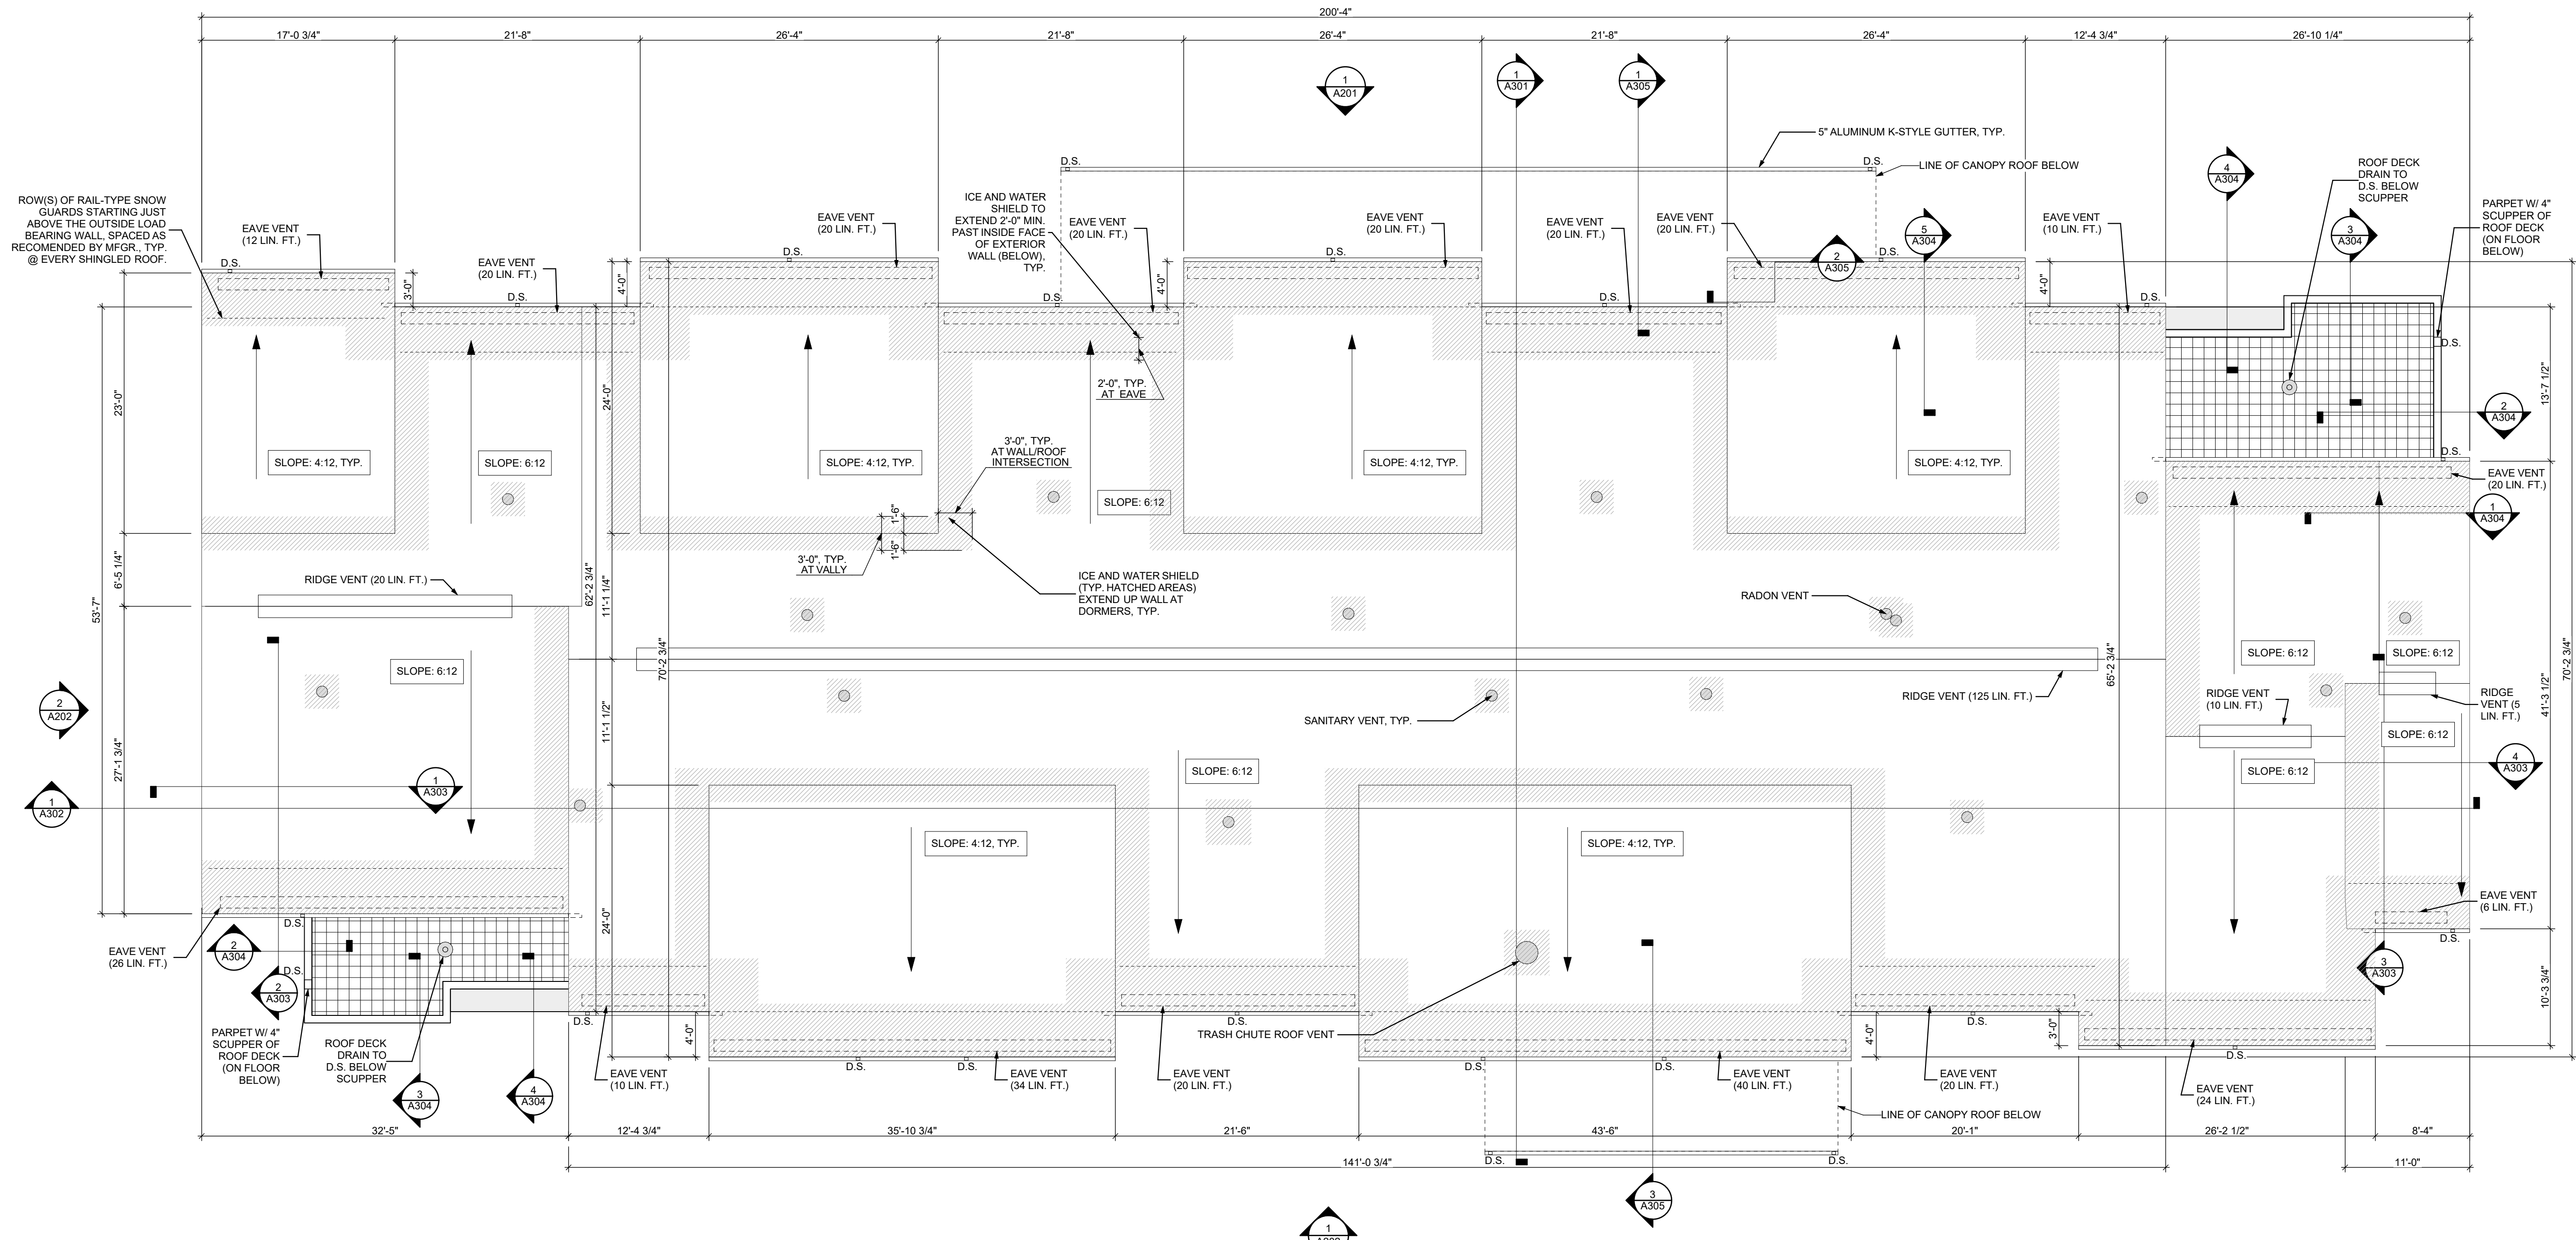 200'-4"
17'-0 3/4"
21'-8"
26'-4"
21'-8"
26'-4"
21'-8"
26'-4"
12'-4 3/4"
26'-10 1/4"
1
A201
1
A301
1
A305
5" ALUMINUM K-STYLE GUTTER, TYP.
D.S.
D.S.
LINE OF CANOPY ROOF BELOW
4
A304
ROOF DECK
DRAIN TO
D.S. BELOW
SCUPPER
PARPET W/ 4"
SCUPPER OF
ROOF DECK
(ON FLOOR
BELOW)
3
A304
ROW(S) OF RAIL-TYPE SNOW
GUARDS STARTING JUST
ABOVE THE OUTSIDE LOAD
BEARING WALL, SPACED AS
RECOMENDED BY MFGR., TYP.
@ EVERY SHINGLED ROOF.
EAVE VENT
(12 LIN. FT.)
D.S.
EAVE VENT
(20 LIN. FT.)
D.S.
3'-0"
4'-0"
EAVE VENT
(20 LIN. FT.)
D.S.
ICE AND WATER
SHIELD TO
EXTEND 2'-0" MIN.
PAST INSIDE FACE
OF EXTERIOR
WALL (BELOW),
TYP.
EAVE VENT
(20 LIN. FT.)
D.S.
4'-0"
EAVE VENT
(20 LIN. FT.)
D.S.
EAVE VENT
(20 LIN. FT.)
D.S.
EAVE VENT
(20 LIN. FT.)
2
A305
D.S.
5
A304
EAVE VENT
(10 LIN. FT.)
4'-0"
D.S.
D.S.
13'-7 1/2"
2
A304
D.S.
EAVE VENT
(20 LIN. FT.)
1
A304
23'-0"
24'-0"
2'-0", TYP.
AT EAVE
3'-0", TYP.
AT WALL/ROOF
INTERSECTION
SLOPE: 4:12, TYP.
SLOPE: 6:12
SLOPE: 4:12, TYP.
SLOPE: 6:12
SLOPE: 4:12, TYP.
SLOPE: 4:12, TYP.
1'-6"
1'-6"
3'-0", TYP.
AT VALLY
ICE AND WATER SHIELD
(TYP. HATCHED AREAS)
EXTEND UP WALL AT
DORMERS, TYP.
RIDGE VENT (20 LIN. FT.)
6'-5 1/4"
53'-7"
62'-2 3/4"
11'-1 1/4"
70'-2 3/4"
RADON VENT
65'-2 3/4"
70'-2 3/4"
SLOPE: 6:12
SLOPE: 6:12
SLOPE: 6:12
2
A202
27'-1 3/4"
11'-1 1/2"
SANITARY VENT, TYP.
RIDGE VENT (125 LIN. FT.)
RIDGE VENT
(10 LIN. FT.)
RIDGE
VENT (5
LIN. FT.)
41'-3 1/2"
SLOPE: 6:12
SLOPE: 6:12
SLOPE: 6:12
4
A303
1
A302
1
A303
SLOPE: 4:12, TYP.
SLOPE: 4:12, TYP.
24'-0"
EAVE VENT
(6 LIN. FT.)
D.S.
3
A303
EAVE VENT
(26 LIN. FT.)
2
A304
D.S.
D.S.
2
A303
PARPET W/ 4"
SCUPPER OF
ROOF DECK
(ON FLOOR
BELOW)
ROOF DECK
DRAIN TO
D.S. BELOW
SCUPPER
3
A304
4
A304
D.S.
4'-0"
EAVE VENT
(10 LIN. FT.)
D.S.
D.S.
EAVE VENT
(34 LIN. FT.)
D.S.
EAVE VENT
(20 LIN. FT.)
TRASH CHUTE ROOF VENT
D.S.
D.S.
EAVE VENT
(40 LIN. FT.)
4'-0"
D.S.
EAVE VENT
(20 LIN. FT.)
3'-0"
D.S.
EAVE VENT
(24 LIN. FT.)
10'-3 3/4"
LINE OF CANOPY ROOF BELOW
32'-5"
12'-4 3/4"
35'-10 3/4"
21'-6"
43'-6"
20'-1"
26'-2 1/2"
8'-4"
141'-0 3/4"
D.S.
D.S.
11'-0"
3
A305
1